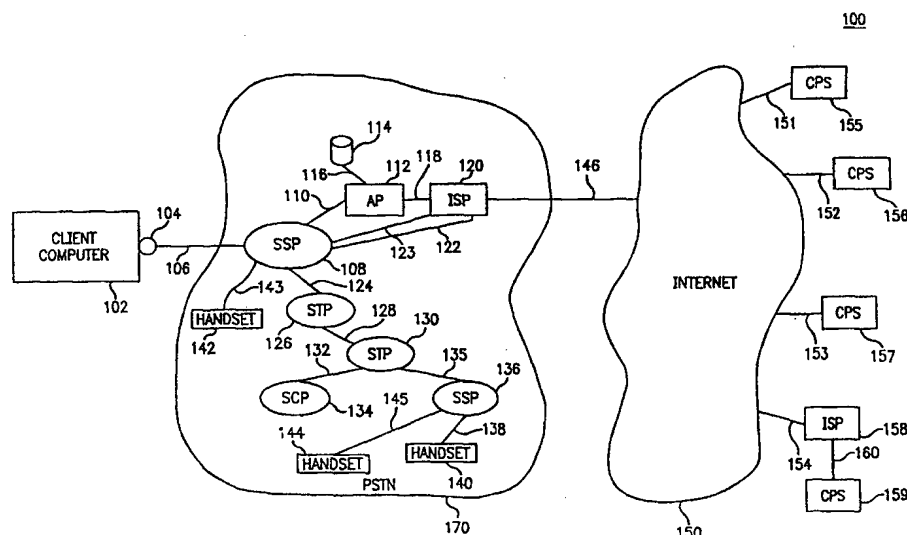 100
CPS
151
155
114
112
118
120
146
116
110
AP
ISP
CPS
152
156
CLIENT
COMPUTER
104
SSP
123
122
106
108
INTERNET
102
143
124
HANDSET
STP
128
130
CPS
142
126
153
157
132
STP
135
136
SCP
145
SSP
134
138
ISP
158
144
154
160
HANDSET
HANDSET
PSTN
140
CPS
159
170
150